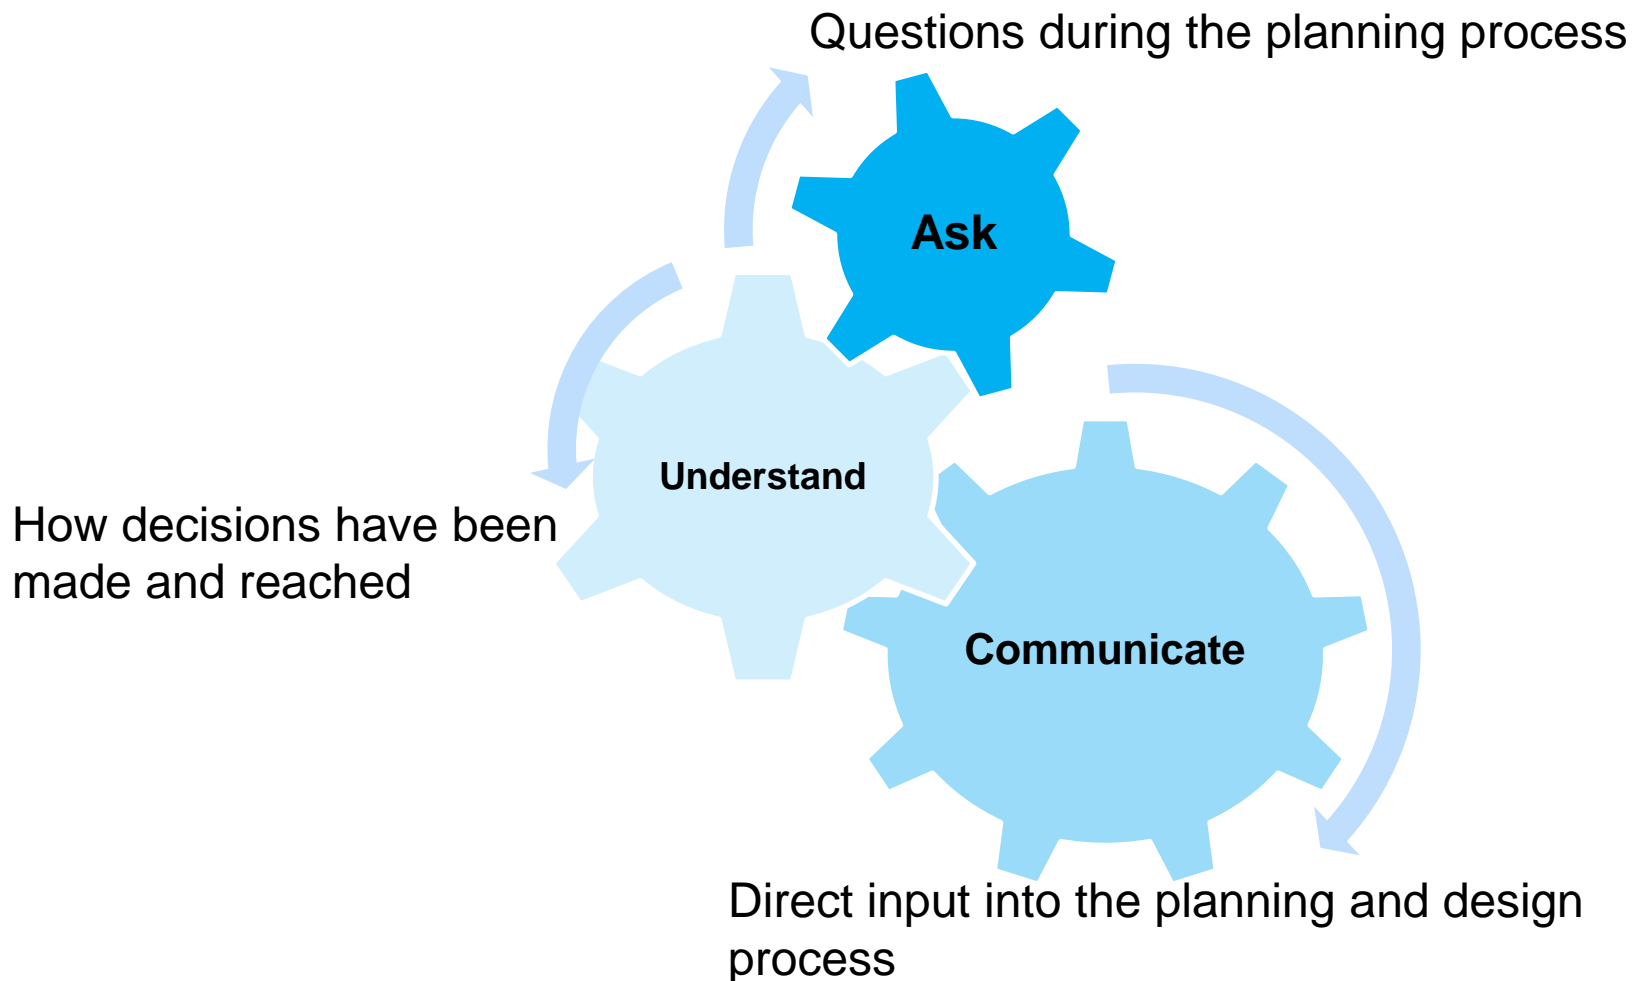 Questions during the planning process
Ask
Understand
How decisions have been
made and reached
Communicate
Direct input into the planning and design
process